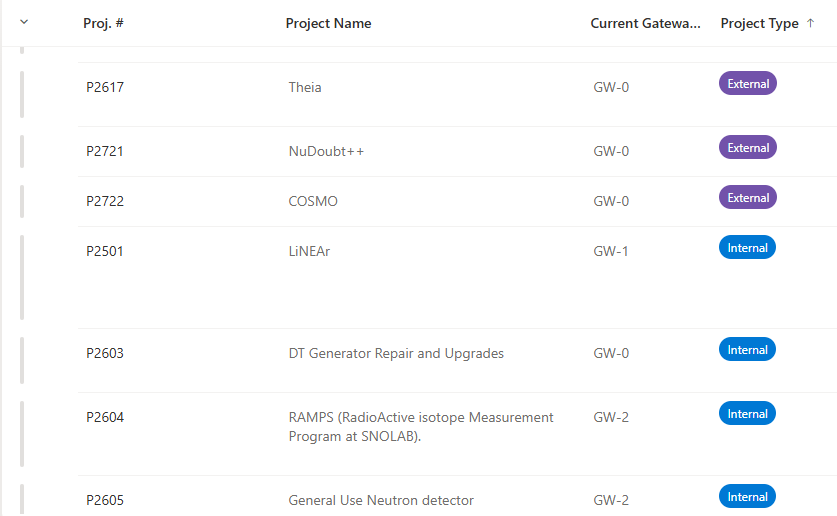 Proj. # Project Name Current Gatewa... Project Type ↑
P2617 Theia GW-0 External
P2721 NuDoubt++ GW-0 External
P2722 COSMO GW-0 External
P2501 LiNEAr GW-1 Internal
P2603 DT Generator Repair and Upgrades GW-0 Internal
P2604 RAMPS (RadioActive isotope Measurement GW-2 Internal
Program at SNOLAB).
P2605 General Use Neutron detector GW-2 Internal